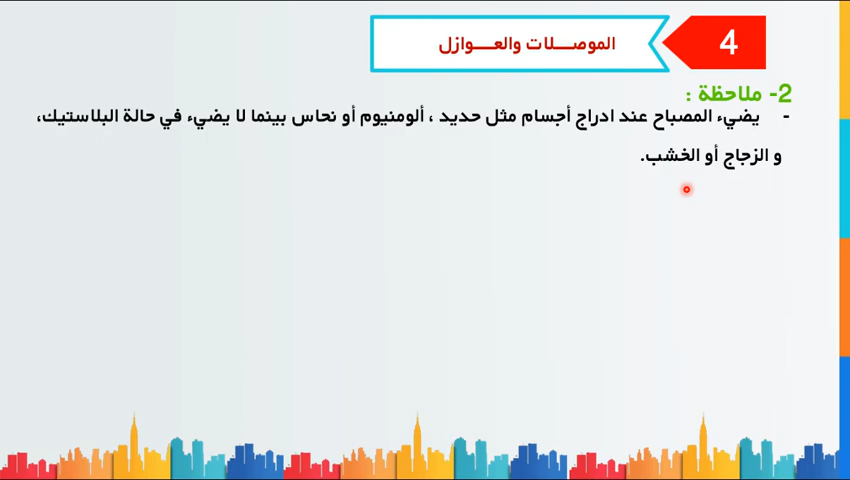 4
الموصـــلات والعـــوازل
2- ملاحظة :
- يضيء المصباح عند ادراج أجسام مثل حديد ، ألومنيوم أو نحاس بينما لا يضيء في حالة البلاستيك،
و الزجاج أو الخشب.